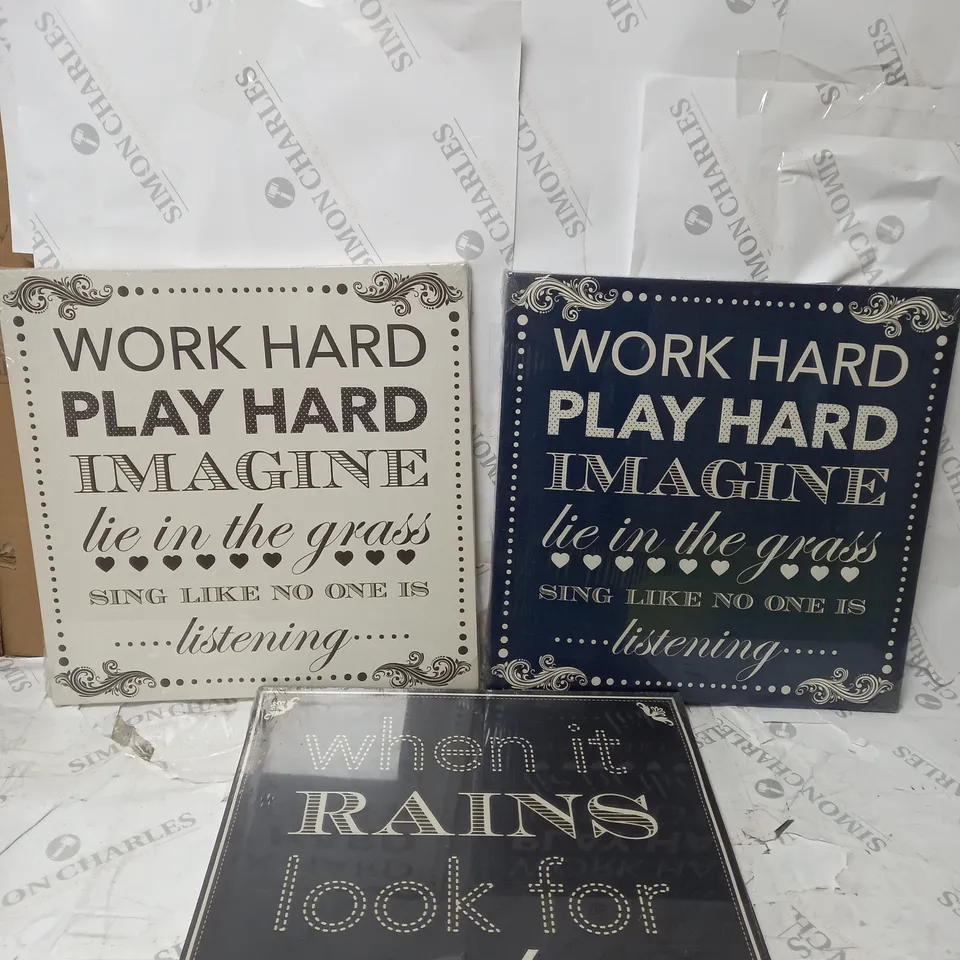 WORK HARD
PLAY HARD
IMAGINE
lie in the grass
SING LIKE NO ONE IS
listening
WORK HARD
PLAY HARD
IMAGINE
lie in the grass
SING LIKE NO ONE IS
listening
when it
RAINS
look for
SIMON CHARLES